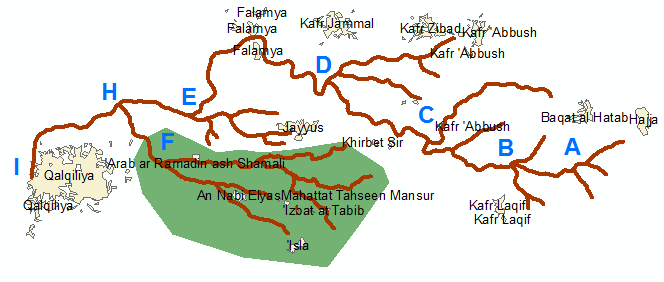 Falamya
Kafr Jammal
Falamya
Kafr Zibad
Kafr 'Abbush
Falamya
Kafr 'Abbush
D
H
E
C
Baqat al Hatab
Hajja
Jayyus
Kafr 'Abbush
F
Khirbet Sir
B
A
I
Arab ar Ramadin ash Shamali
Qalqiliya
An Nabi Elyas
Mahattat Tahseen Mansur
Qalqiliya
'Izbat at Tabib
Kafr Laqif
Kafr Laqif
'Isla